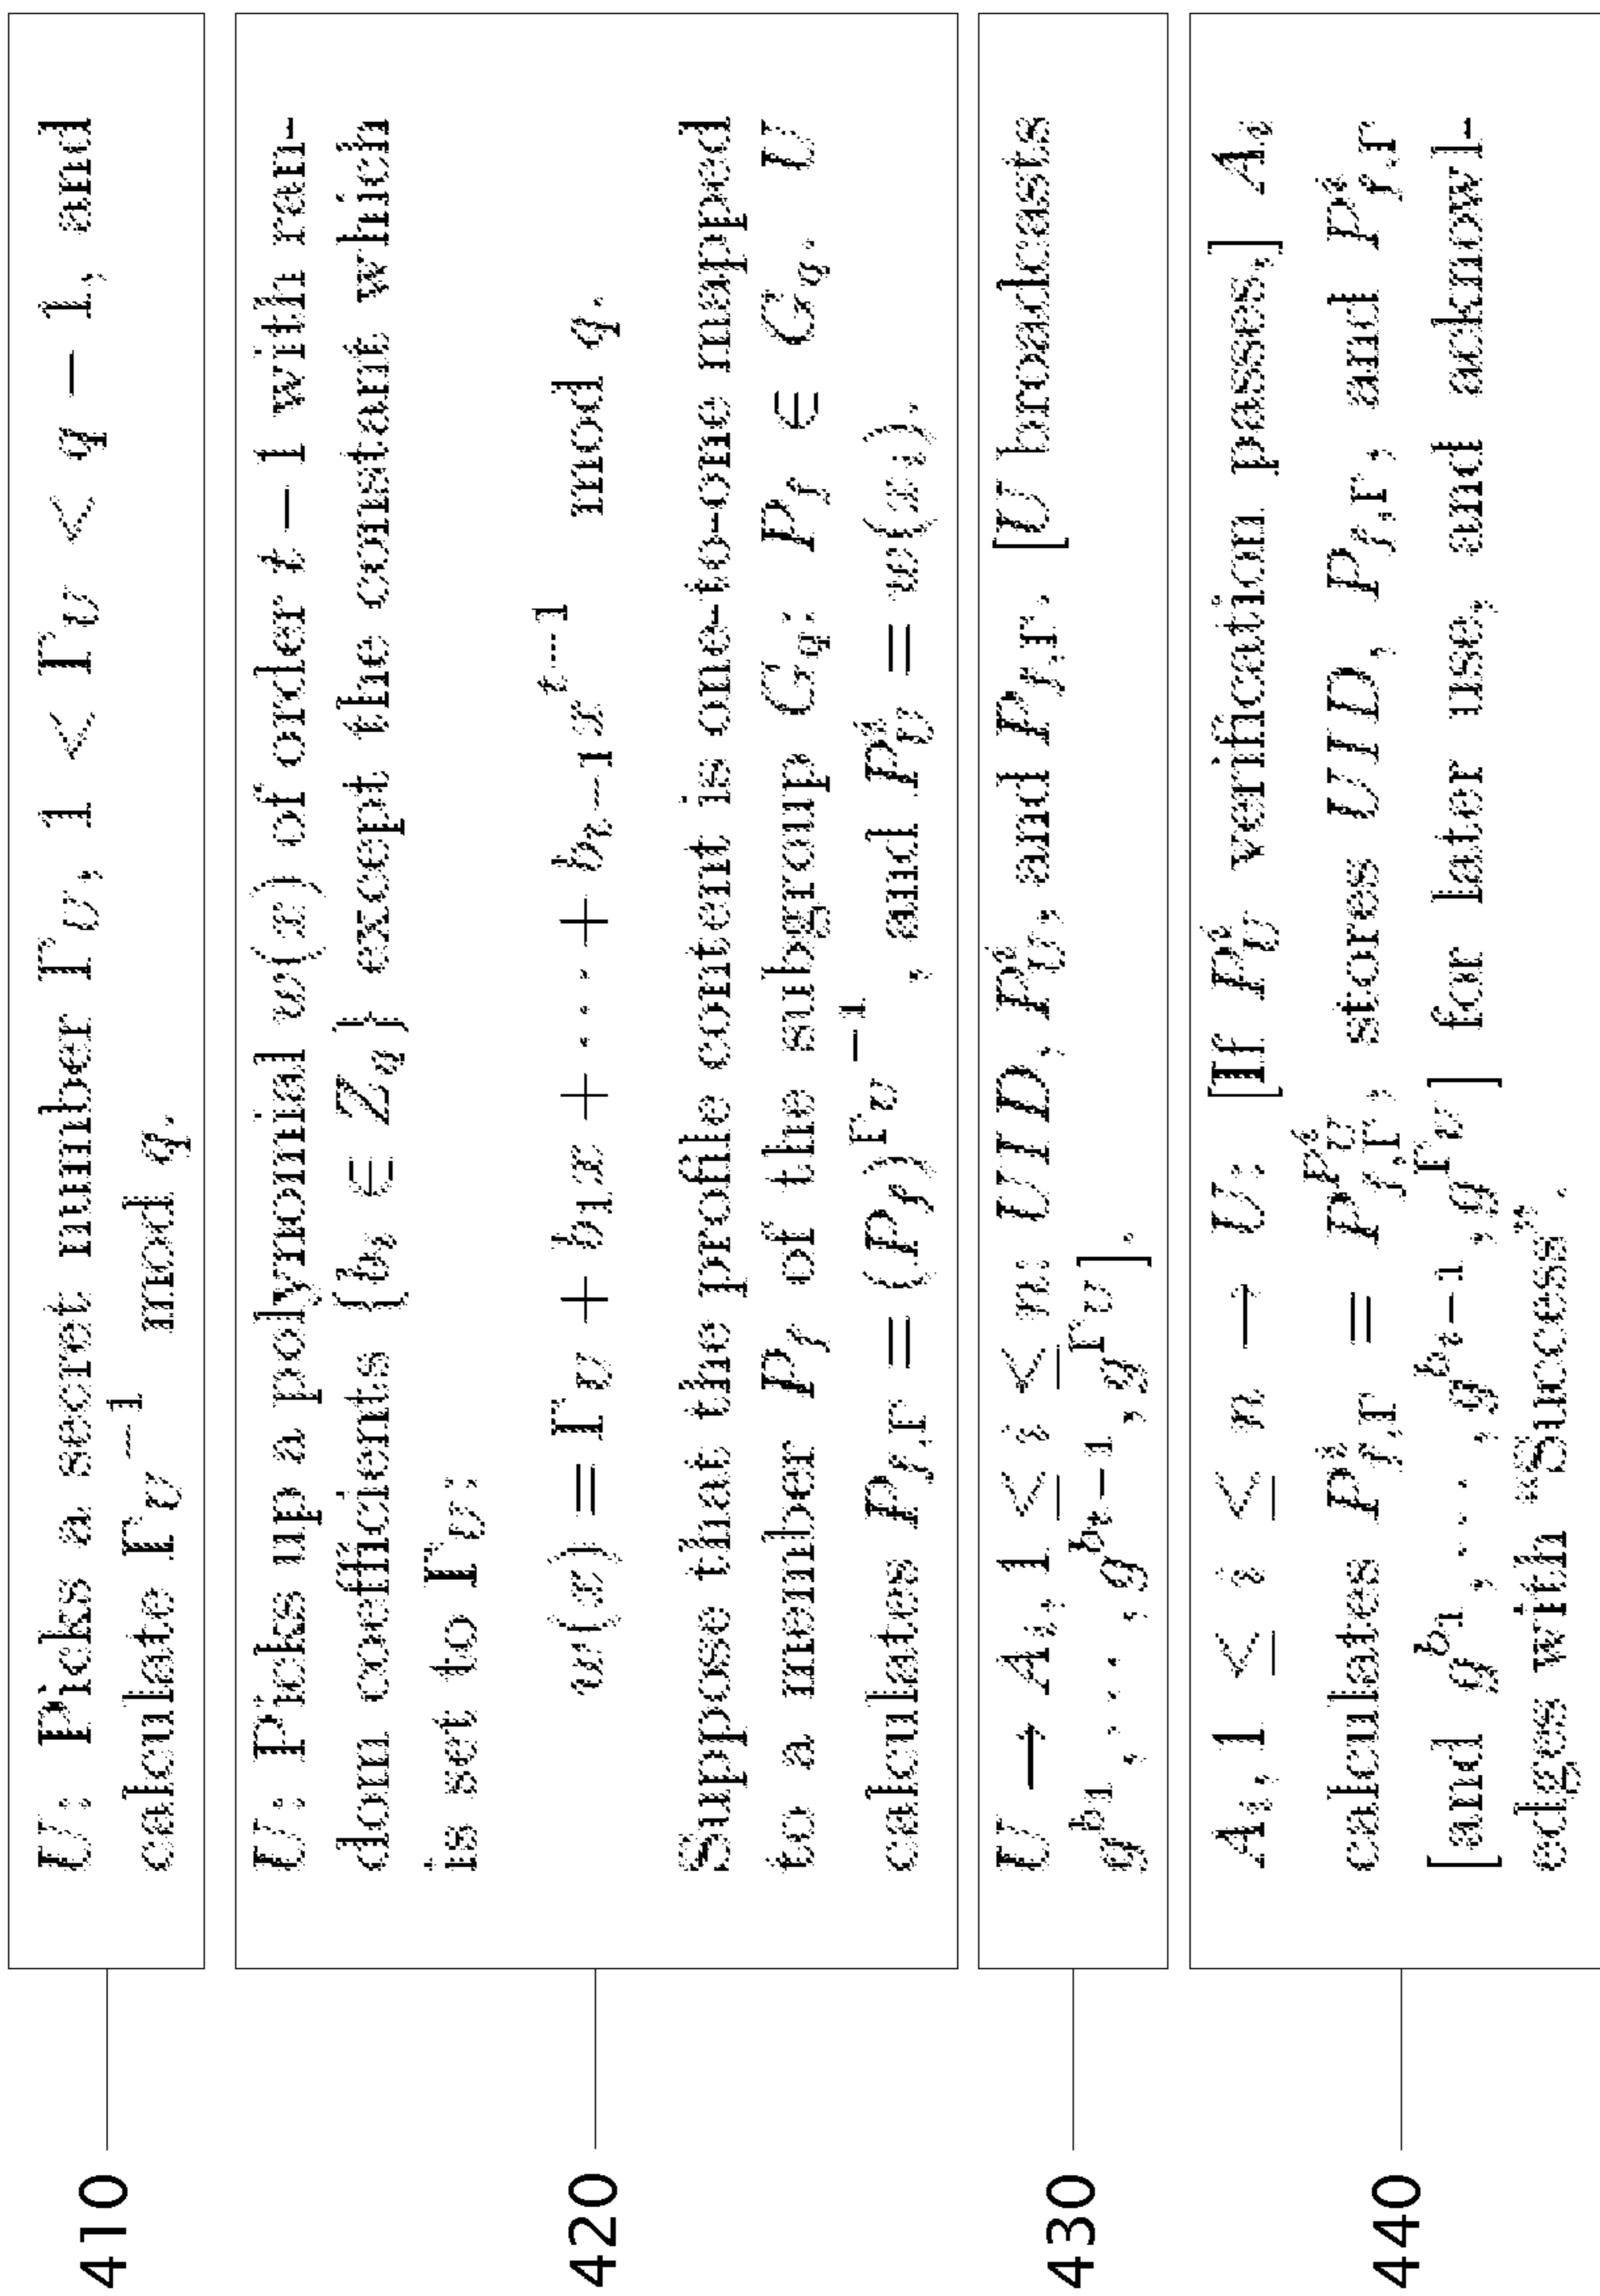 410
U: Picks a secret number Γ_U, 1 < Γ_U < q − 1, and
calculate Γ_U^{−1} mod q.
420
U: Picks up a polynomial w(x) of order t − 1 with ran-
dom coefficients {b_i ∈ Z_q} except the constant which
is set to Γ_U:
w(x) = Γ_U + b_1x + ··· + b_{t−1}x^{t−1} mod q.
Suppose that the profile content is one-to-one mapped
to a member P_f of the subgroup G_q: P_f ∈ G_q. U
calculates P_{f,Γ} = (P_f)^{Γ_U^{−1}}, and P_U^i = w(x_i).
430
U → A_i, 1 ≤ i ≤ n: UID, P_U^i, and P_{f,Γ}. [U broadcasts
g^{b_1}, ··· , g^{b_{t−1}}, g^{Γ_U}].
440
A_i, 1 ≤ i ≤ n → U: [If P_U^i verification passes,] A_i
calculates P_{f,Γ}^i = P_{f,Γ}^{P_U^i}, stores UID, P_{f,Γ}, and P_{f,Γ}^i
[and g^{b_1}, ··· , g^{b_{t−1}}, g^{Γ_U}] for later use, and acknowl-
edges with "Success".